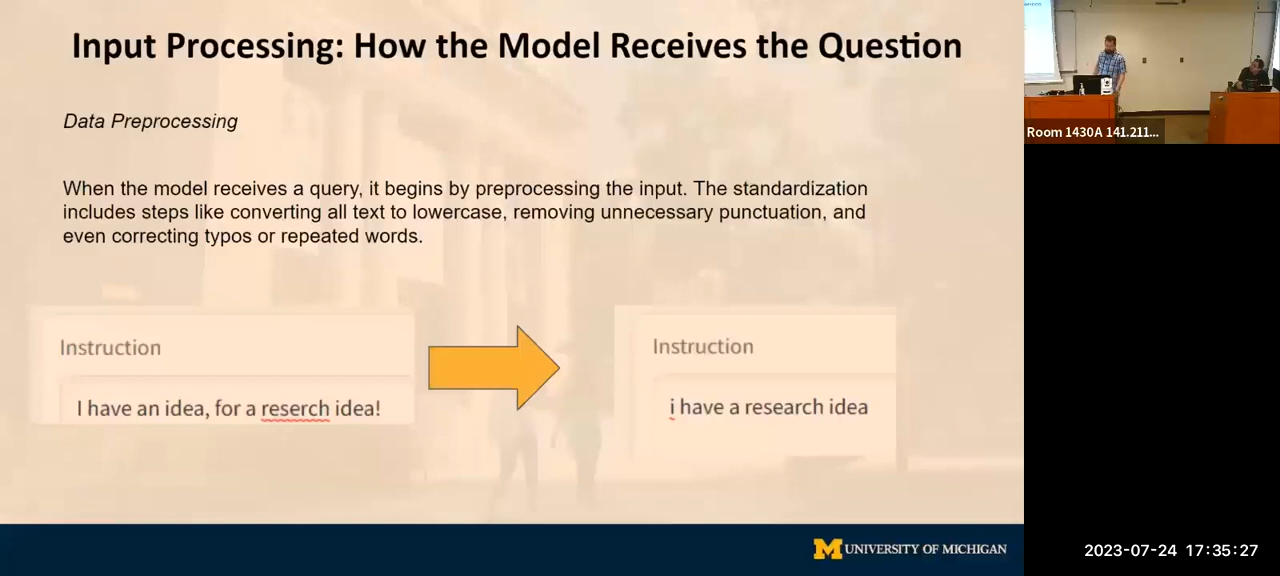 Input Processing: How the Model Receives the Question
Data Preprocessing
When the model receives a query, it begins by preprocessing the input. The standardization
includes steps like converting all text to lowercase, removing unnecessary punctuation, and
even correcting typos or repeated words.
Instruction
I have an idea, for a reserch idea!
Instruction
i have a research idea
M UNIVERSITY OF MICHIGAN
Room 1430A 141.211...
2023-07-24 17:35:27